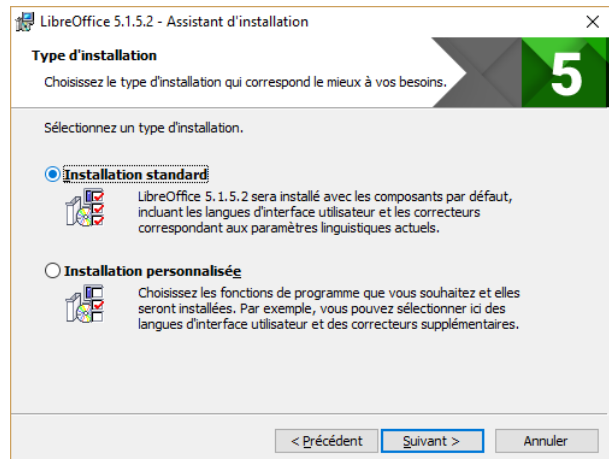 LibreOffice 5.1.5.2 - Assistant d'installation
Type d'installation
Choisissez le type d'installation qui correspond le mieux à vos besoins.
5
Sélectionnez un type d'installation.
Installation standard
LibreOffice 5.1.5.2 sera installé avec les composants par défaut,
incluant les langues d'interface utilisateur et les correcteurs
correspondant aux paramètres linguistiques actuels.
Installation personnalisée
Choisissez les fonctions de programme que vous souhaitez et elles
seront installées. Par exemple, vous pouvez sélectionner ici des
langues d'interface utilisateur et des correcteurs supplémentaires.
< Précédent Suivant > Annuler